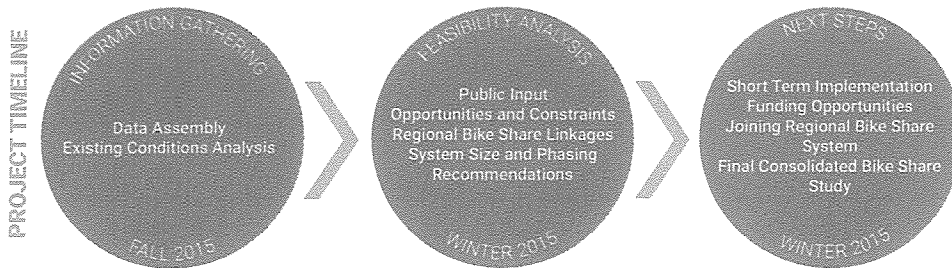 PROJECT TIMELINE
INFORMATION GATHERING
Data Assembly
Existing Conditions Analysis
FALL 2015
FEASIBILITY ANALYSIS
Public Input
Opportunities and Constraints
Regional Bike Share Linkages
System Size and Phasing
Recommendations
WINTER 2015
NEXT STEPS
Short Term Implementation
Funding Opportunities
Joining Regional Bike Share
System
Final Consolidated Bike Share
Study
WINTER 2015